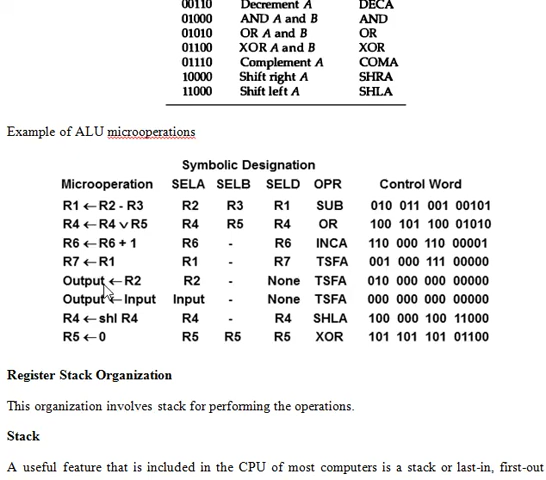 00110 Decrement A DECA
01000 AND A and B AND
01010 OR A and B OR
01100 XOR A and B XOR
01110 Complement A COMA
10000 Shift right A SHRA
11000 Shift left A SHLA
Example of ALU microoperations
Symbolic Designation
Microoperation SELA SELB SELD OPR Control Word
R1 ← R2 - R3 R2 R3 R1 SUB 010 011 001 00101
R4 ← R4 ∨ R5 R4 R5 R4 OR 100 101 100 01010
R6 ← R6 + 1 R6 - R6 INCA 110 000 110 00001
R7 ← R1 R1 - R7 TSFA 001 000 111 00000
Output ← R2 R2 - None TSFA 010 000 000 00000
Output ← Input Input - None TSFA 000 000 000 00000
R4 ← shl R4 R4 - R4 SHLA 100 000 100 11000
R5 ← 0 R5 R5 R5 XOR 101 101 101 01100
Register Stack Organization
This organization involves stack for performing the operations.
Stack
A useful feature that is included in the CPU of most computers is a stack or last-in, first-out